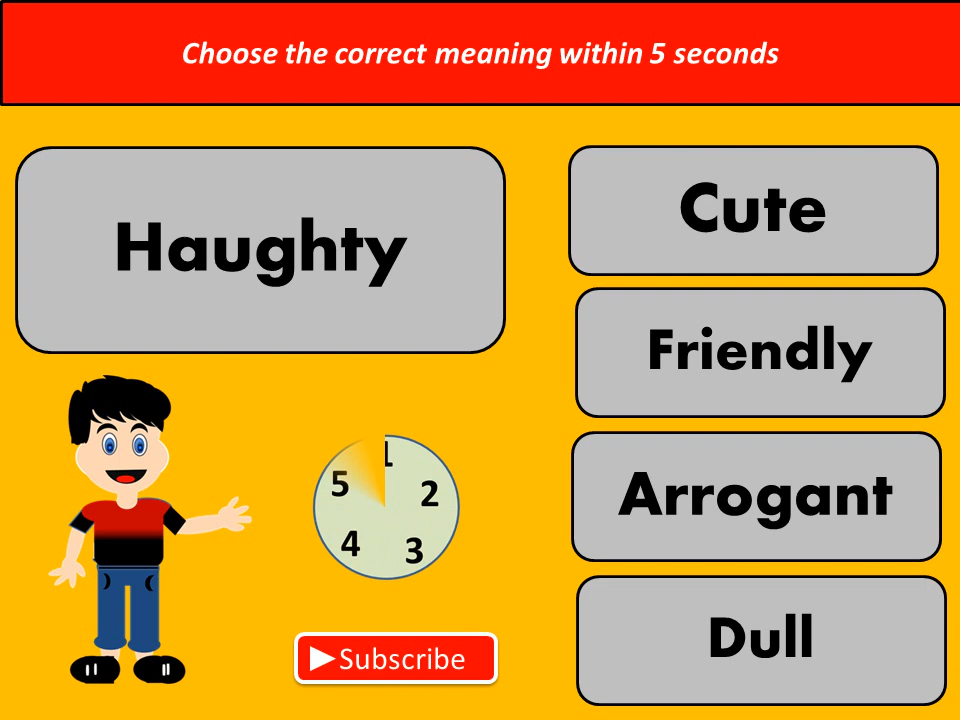 Choose the correct meaning within 5 seconds
Haughty
Cute
Friendly
Arrogant
Dull
1
2
3
4
5
Subscribe